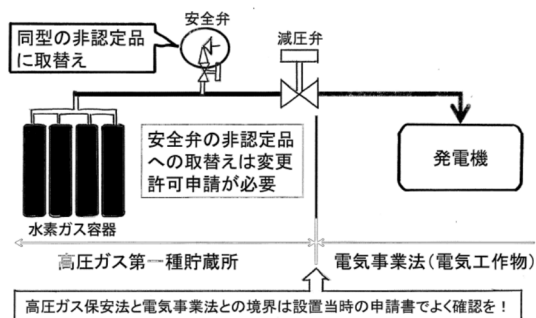 安全弁
同型の非認定品
に取替え
減圧弁
安全弁の非認定品
への取替えは変更
許可申請が必要
発電機
水素ガス容器
高圧ガス第一種貯蔵所
電気事業法（電気工作物）
高圧ガス保安法と電気事業法との境界は設置当時の申請書でよく確認を！